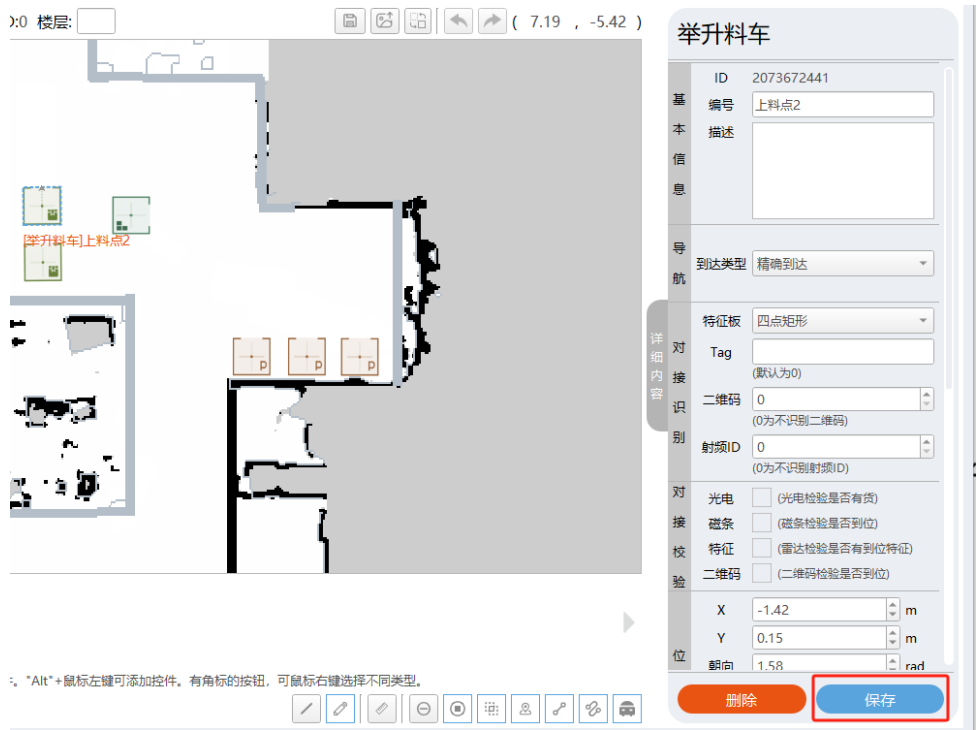 0:0 楼层:
( 7.19 , -5.42 )
[举升料车]上料点2
P
P
P
。"Alt"+鼠标左键可添加控件。有角标的按钮，可鼠标右键选择不同类型。
详细内容
举升料车
基本信息
ID 2073672441
编号 上料点2
描述
导航
到达类型 精确到达
对接识别
特征板 四点矩形
Tag
(默认为0)
二维码 0
(0为不识别二维码)
射频ID 0
(0为不识别射频ID)
对接校验
光电 (光电检验是否有货)
磁条 (磁条检验是否到位)
特征 (雷达检验是否有到位特征)
二维码 (二维码检验是否到位)
位
X -1.42 m
Y 0.15 m
朝向 1.58 rad
删除 保存